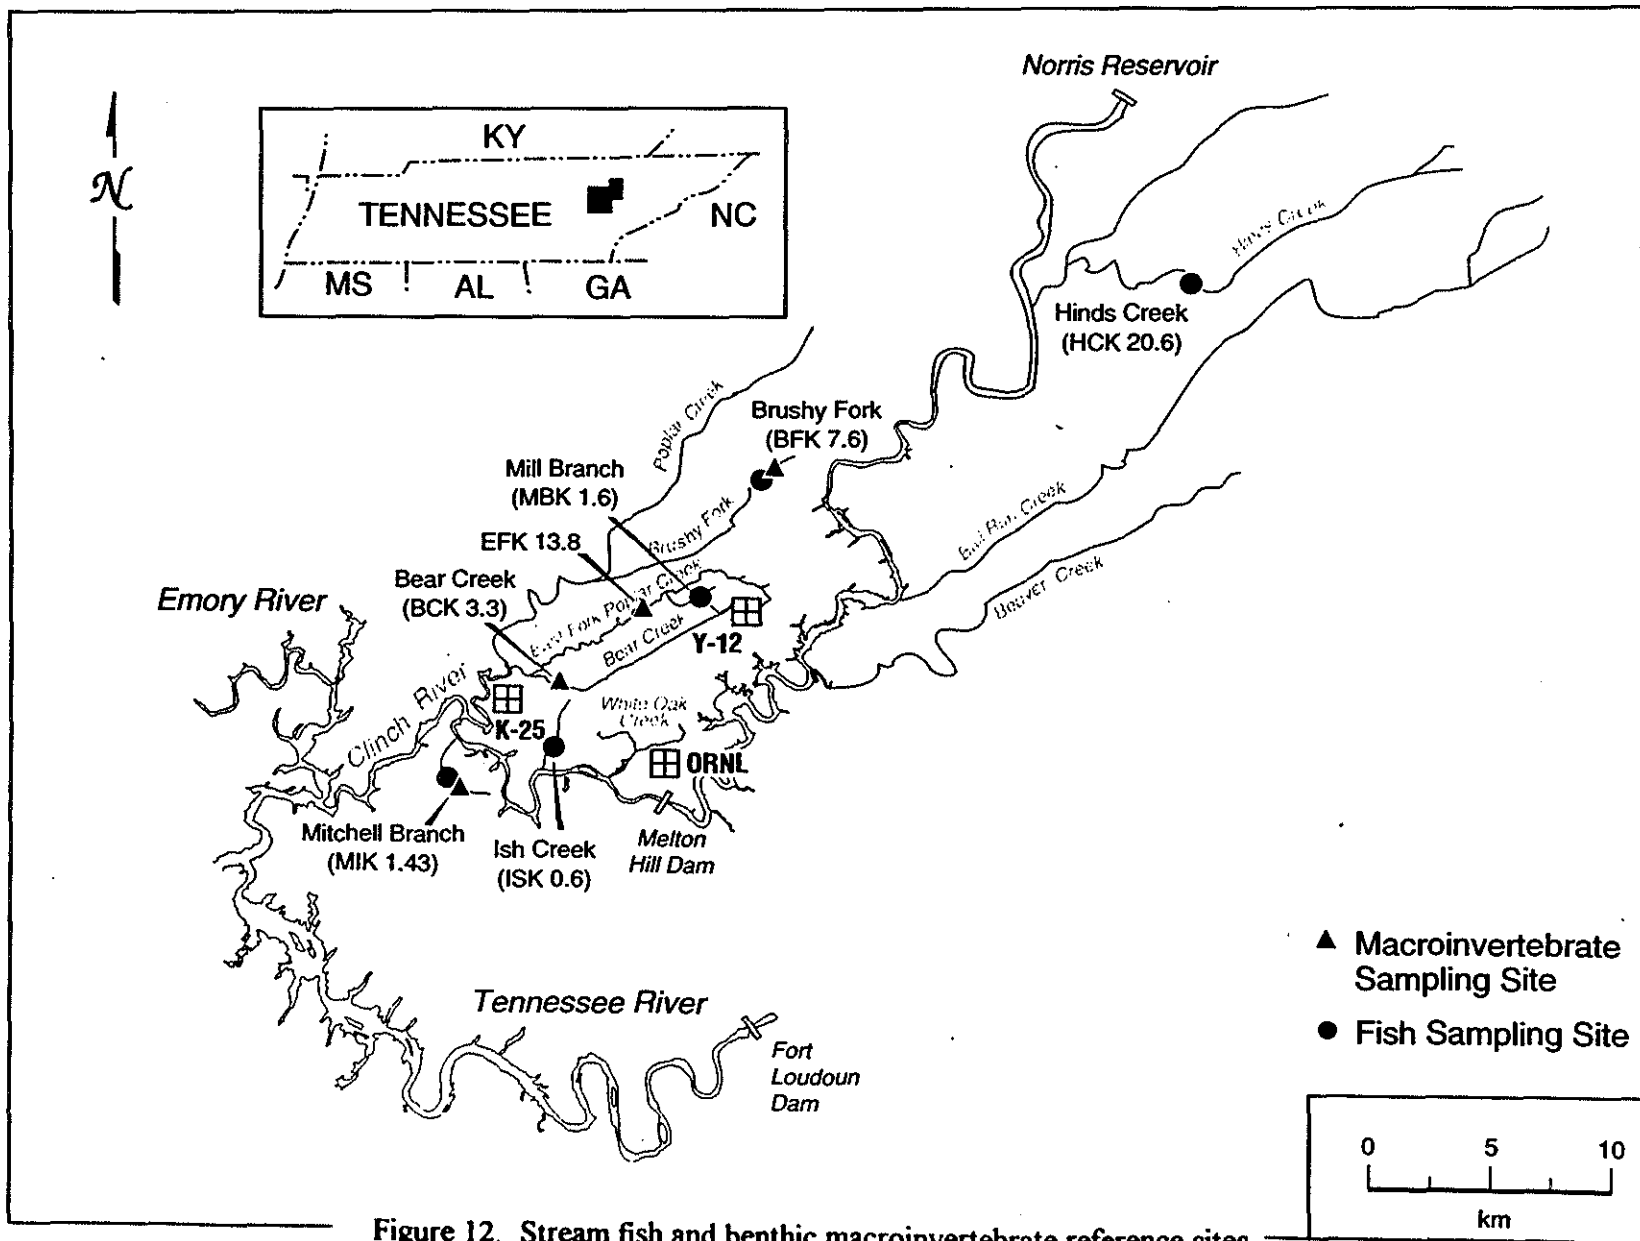 Norris Reservoir
N
KY
TENNESSEE
NC
MS
AL
GA
Hinds Creek
Hinds Creek
(HCK 20.6)
Poplar Creek
Brushy Fork
(BFK 7.6)
Mill Branch
(MBK 1.6)
Brushy Fork
EFK 13.8
East Fork Poplar Creek
Bear Creek
(BCK 3.3)
Bull Run Creek
Beaver Creek
Emory River
Bear Creek
Y-12
Clinch River
K-25
White Oak
Creek
ORNL
Mitchell Branch
(MIK 1.43)
Ish Creek
(ISK 0.6)
Melton
Hill Dam
Tennessee River
Fort
Loudoun
Dam
Macroinvertebrate
Sampling Site
Fish Sampling Site
0 5 10
km
Figure 12. Stream fish and benthic macroinvertebrate reference sites